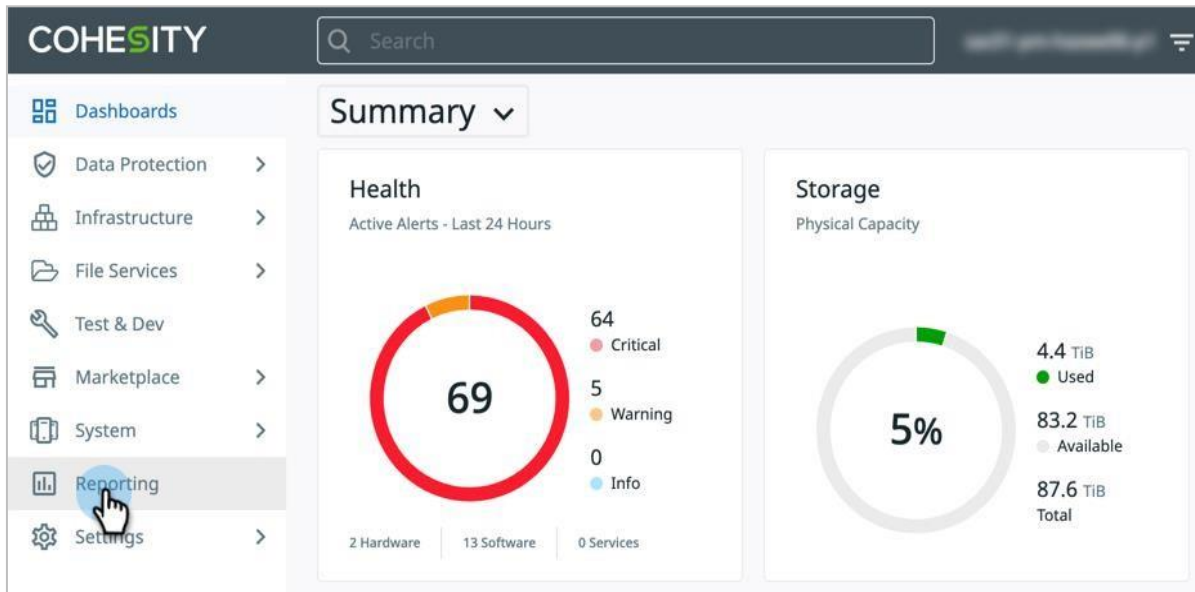 COHESITY
Search
Dashboards
Data Protection
Infrastructure
File Services
Test & Dev
Marketplace
System
Reporting
Settings
Summary
Health
Active Alerts - Last 24 Hours
69
64
Critical
5
Warning
0
Info
2 Hardware 13 Software 0 Services
Storage
Physical Capacity
5%
4.4 TiB
Used
83.2 TiB
Available
87.6 TiB
Total